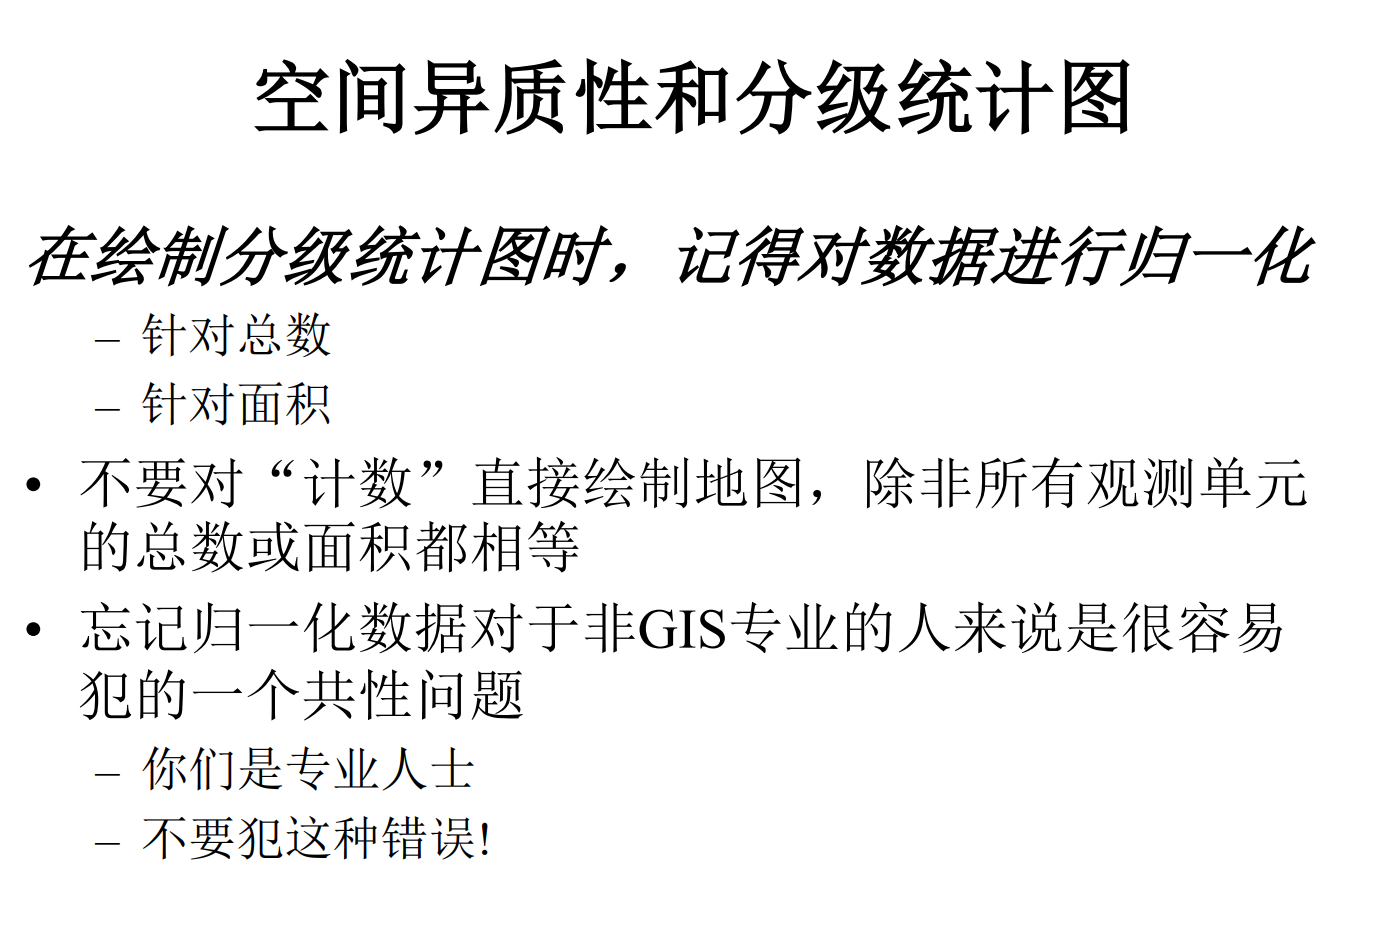 空间异质性和分级统计图
在绘制分级统计图时，记得对数据进行归一化
– 针对总数
– 针对面积
• 不要对“计数”直接绘制地图，除非所有观测单元
的总数或面积都相等
• 忘记归一化数据对于非GIS专业的人来说是很容易
犯的一个共性问题
– 你们是专业人士
– 不要犯这种错误!